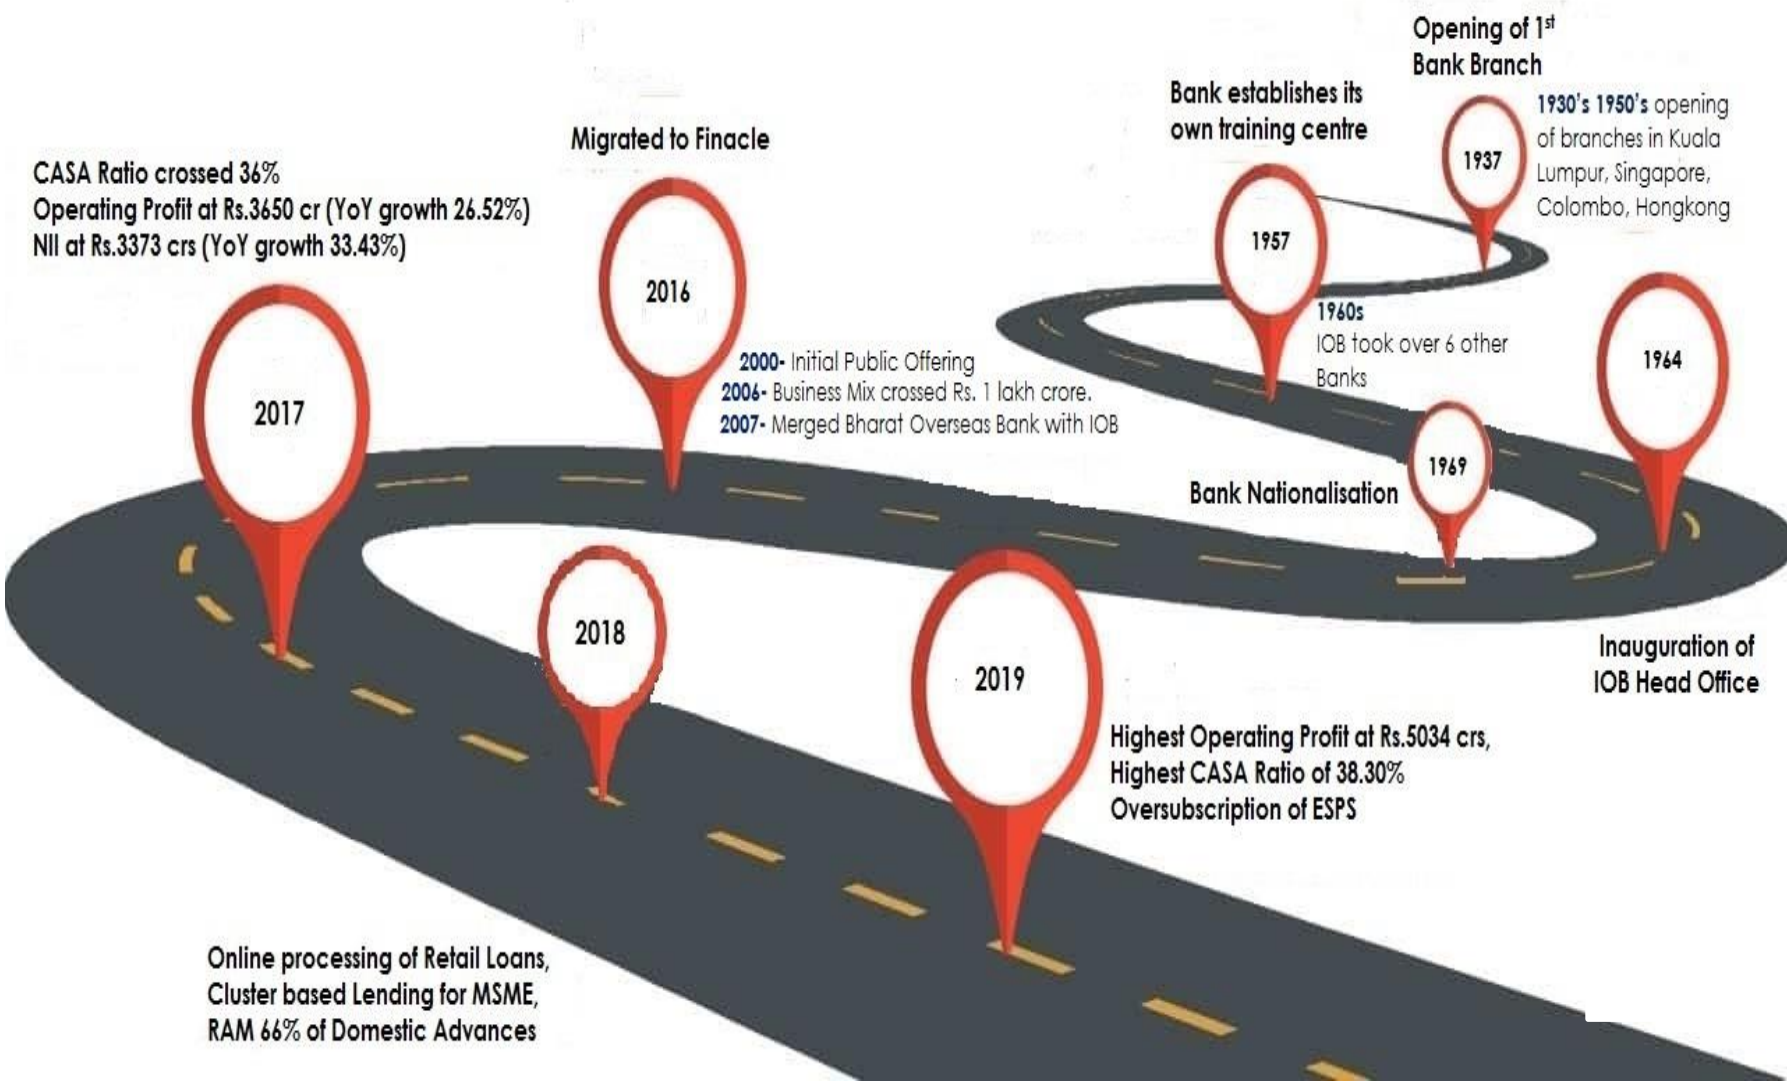 Opening of 1st
Bank Branch
1937
1930's 1950's opening
of branches in Kuala
Lumpur, Singapore,
Colombo, Hongkong
Bank establishes its
own training centre
1957
1960s
IOB took over 6 other
Banks
1964
Inauguration of
IOB Head Office
1969
Bank Nationalisation
2000- Initial Public Offering
2006- Business Mix crossed Rs. 1 lakh crore.
2007- Merged Bharat Overseas Bank with IOB
Migrated to Finacle
2016
CASA Ratio crossed 36%
Operating Profit at Rs.3650 cr (YoY growth 26.52%)
NII at Rs.3373 crs (YoY growth 33.43%)
2017
2018
Online processing of Retail Loans,
Cluster based Lending for MSME,
RAM 66% of Domestic Advances
2019
Highest Operating Profit at Rs.5034 crs,
Highest CASA Ratio of 38.30%
Oversubscription of ESPS